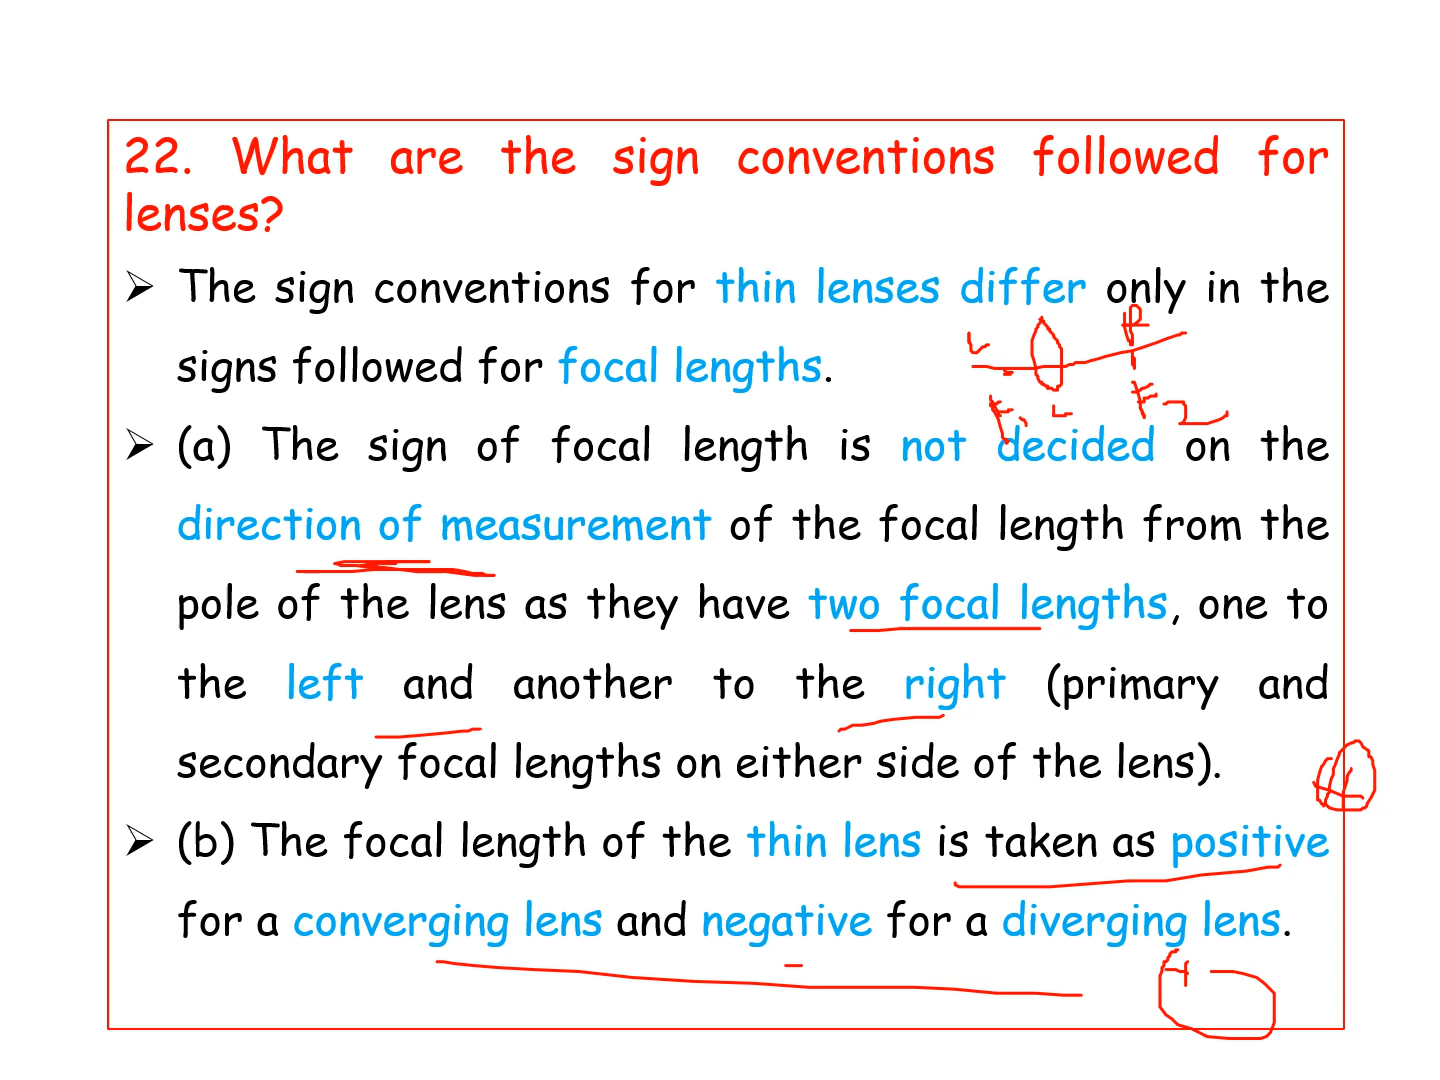 22. What are the sign conventions followed for
lenses?
➢ The sign conventions for thin lenses differ only in the
signs followed for focal lengths.
➢ (a) The sign of focal length is not decided on the
direction of measurement of the focal length from the
pole of the lens as they have two focal lengths, one to
the left and another to the right (primary and
secondary focal lengths on either side of the lens).
➢ (b) The focal length of the thin lens is taken as positive
for a converging lens and negative for a diverging lens.